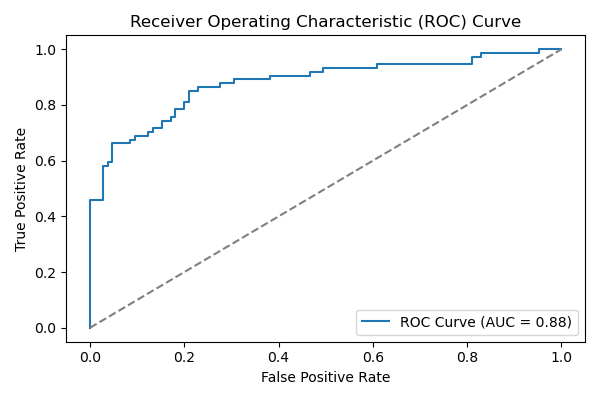 Receiver Operating Characteristic (ROC) Curve
True Positive Rate
1.0
0.8
0.6
0.4
0.2
0.0
ROC Curve (AUC = 0.88)
0.0 0.2 0.4 0.6 0.8 1.0
False Positive Rate